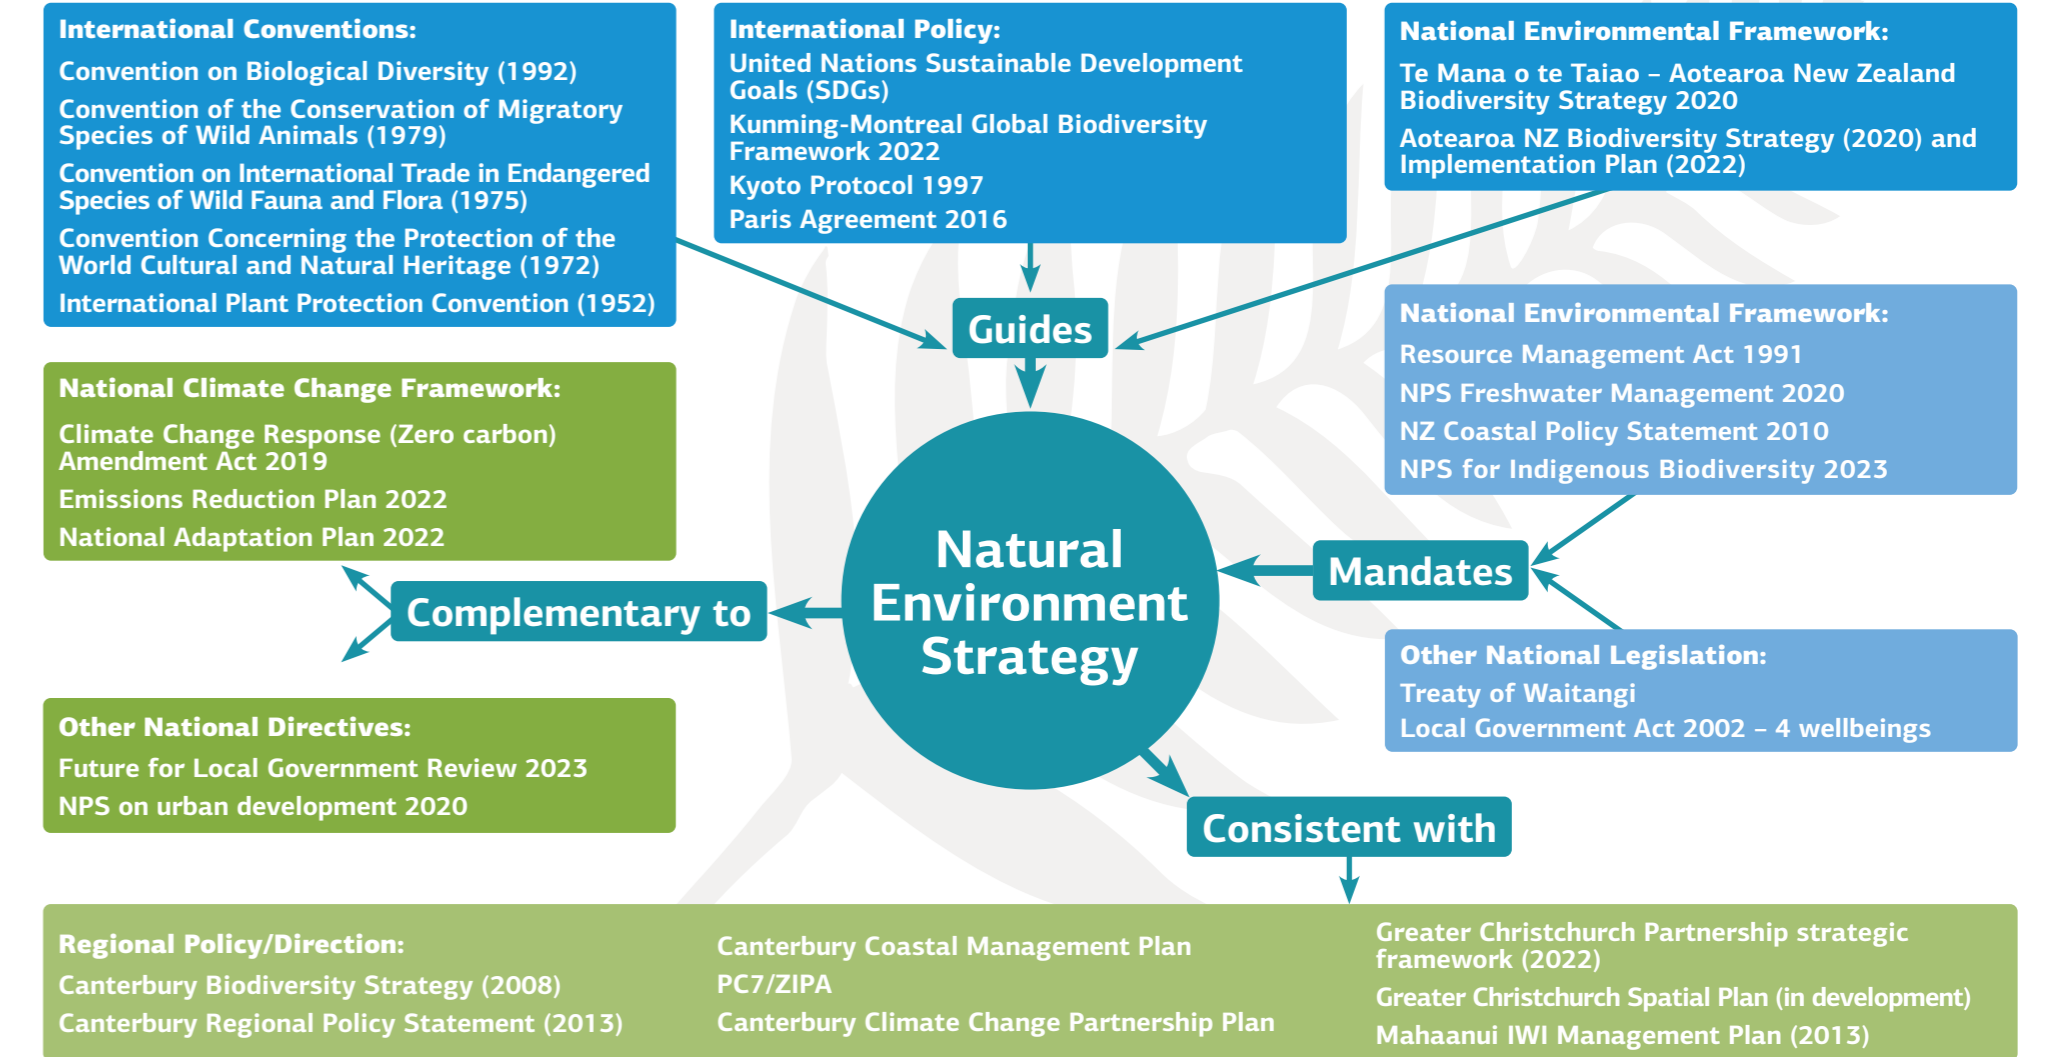 International Conventions:
Convention on Biological Diversity (1992)
Convention of the Conservation of Migratory
Species of Wild Animals (1979)
Convention on International Trade in Endangered
Species of Wild Fauna and Flora (1975)
Convention Concerning the Protection of the
World Cultural and Natural Heritage (1972)
International Plant Protection Convention (1952)
International Policy:
United Nations Sustainable Development
Goals (SDGs)
Kunming-Montreal Global Biodiversity
Framework 2022
Kyoto Protocol 1997
Paris Agreement 2016
National Environmental Framework:
Te Mana o te Taiao – Aotearoa New Zealand
Biodiversity Strategy 2020
Aotearoa NZ Biodiversity Strategy (2020) and
Implementation Plan (2022)
Guides
National Environmental Framework:
Resource Management Act 1991
NPS Freshwater Management 2020
NZ Coastal Policy Statement 2010
NPS for Indigenous Biodiversity 2023
National Climate Change Framework:
Climate Change Response (Zero carbon)
Amendment Act 2019
Emissions Reduction Plan 2022
National Adaptation Plan 2022
Natural
Environment
Strategy
Mandates
Complementary to
Other National Legislation:
Treaty of Waitangi
Local Government Act 2002 – 4 wellbeings
Other National Directives:
Future for Local Government Review 2023
NPS on urban development 2020
Consistent with
Regional Policy/Direction:
Canterbury Biodiversity Strategy (2008)
Canterbury Regional Policy Statement (2013)
Canterbury Coastal Management Plan
PC7/ZIPA
Canterbury Climate Change Partnership Plan
Greater Christchurch Partnership strategic
framework (2022)
Greater Christchurch Spatial Plan (in development)
Mahaanui IWI Management Plan (2013)